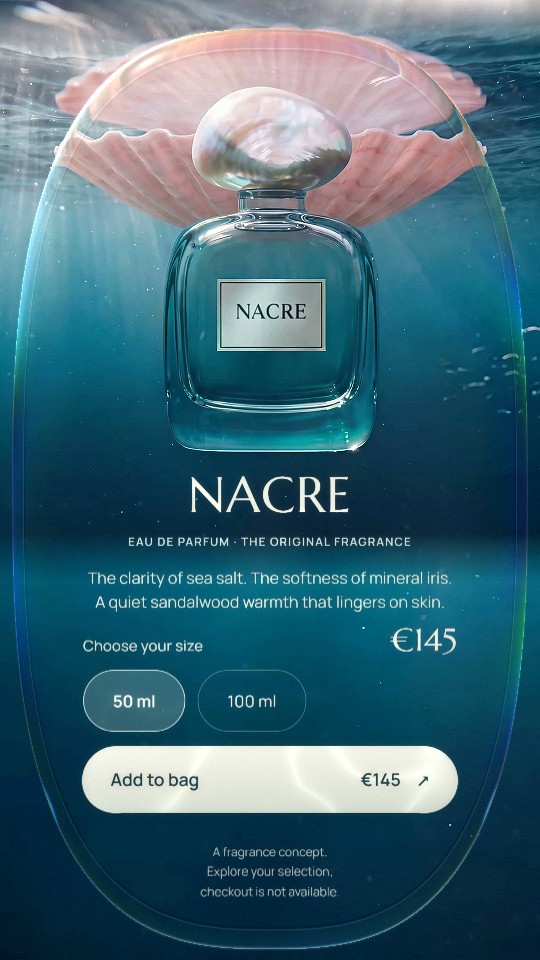 NACRE
NACRE
EAU DE PARFUM · THE ORIGINAL FRAGRANCE
The clarity of sea salt. The softness of mineral iris.
A quiet sandalwood warmth that lingers on skin.
Choose your size
€145
50 ml
100 ml
Add to bag
€145 ↗
A fragrance concept.
Explore your selection,
checkout is not available.